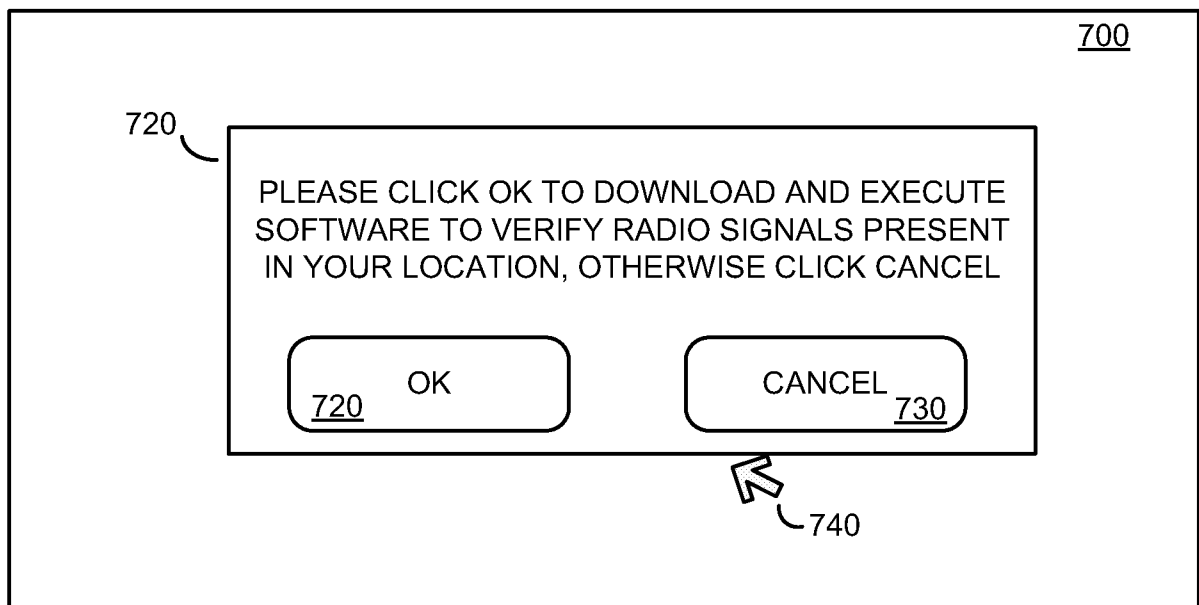 700
720
PLEASE CLICK OK TO DOWNLOAD AND EXECUTE
SOFTWARE TO VERIFY RADIO SIGNALS PRESENT
IN YOUR LOCATION, OTHERWISE CLICK CANCEL
OK
720
CANCEL
730
740